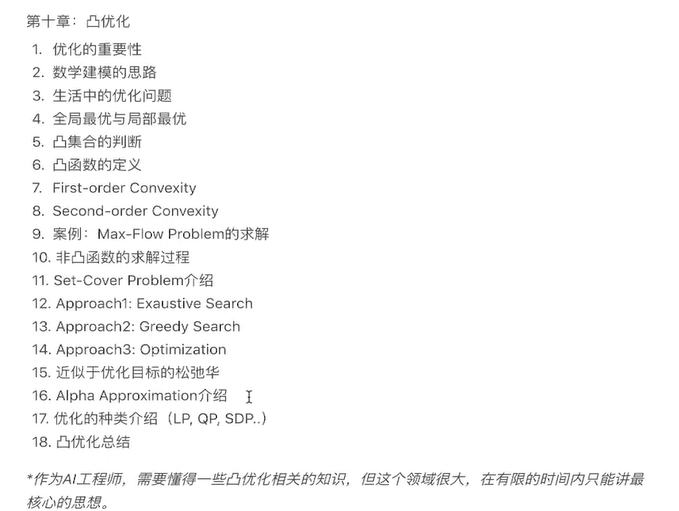 第十章：凸优化
1. 优化的重要性
2. 数学建模的思路
3. 生活中的优化问题
4. 全局最优与局部最优
5. 凸集合的判断
6. 凸函数的定义
7. First-order Convexity
8. Second-order Convexity
9. 案例：Max-Flow Problem的求解
10. 非凸函数的求解过程
11. Set-Cover Problem介绍
12. Approach1: Exaustive Search
13. Approach2: Greedy Search
14. Approach3: Optimization
15. 近似于优化目标的松弛华
16. Alpha Approximation介绍
17. 优化的种类介绍（LP, QP, SDP..）
18. 凸优化总结
*作为AI工程师，需要懂得一些凸优化相关的知识，但这个领域很大，在有限的时间内只能讲最
核心的思想。